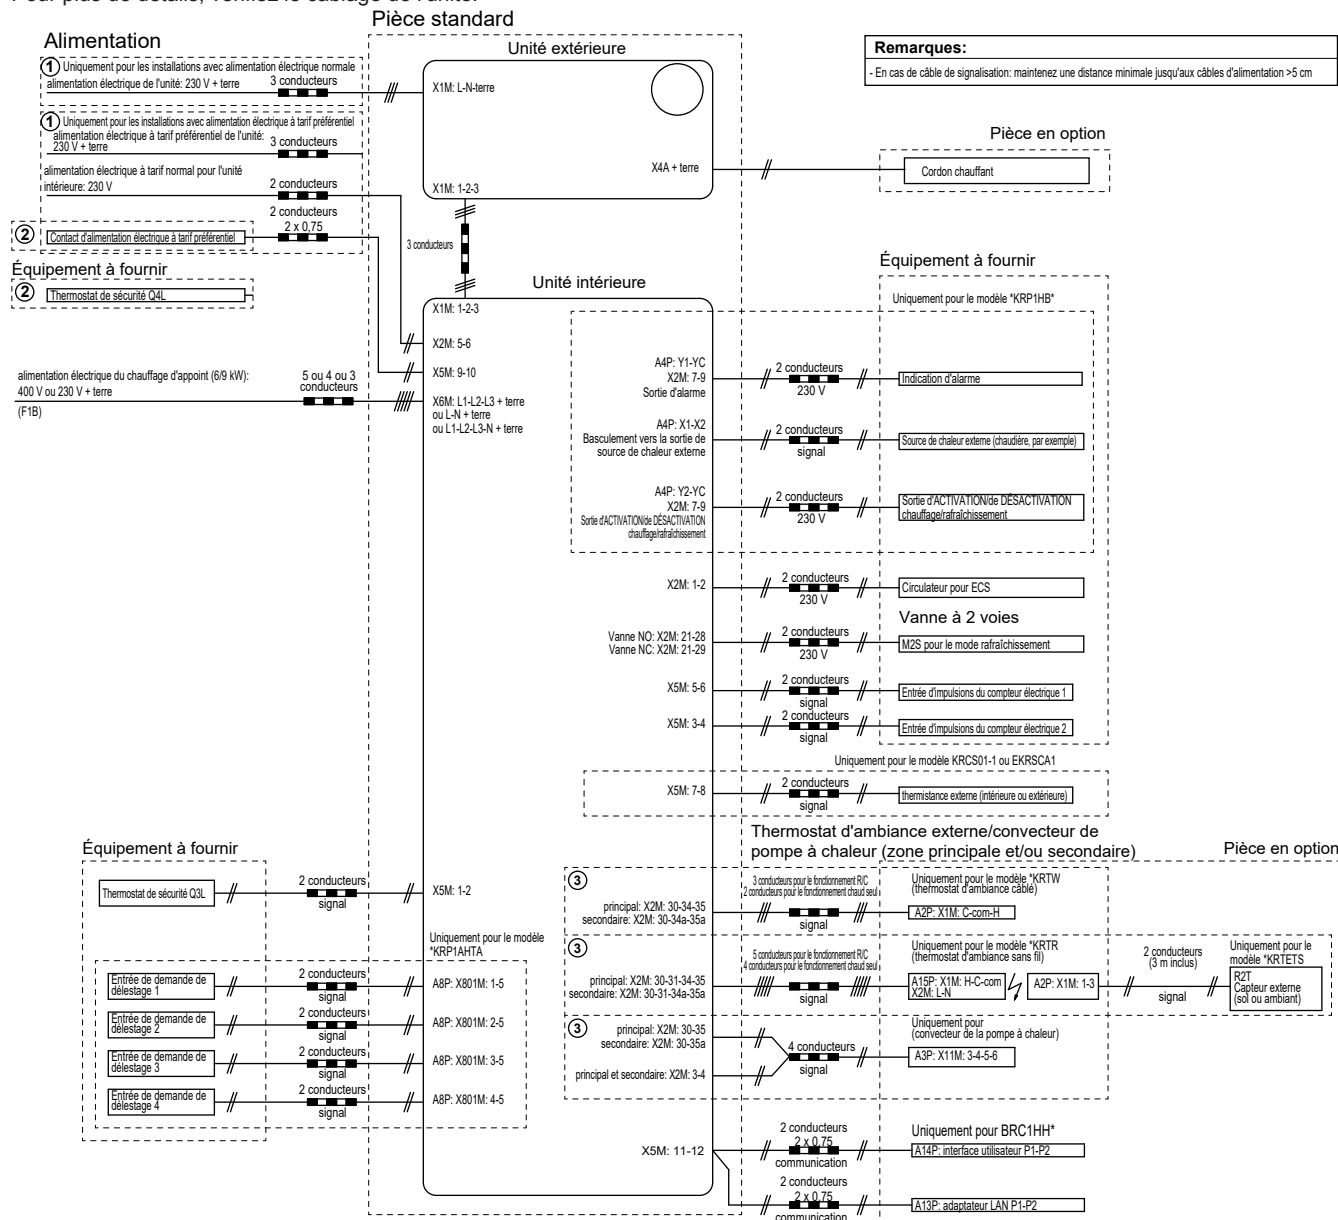 Pour plus de détails, vérifiez le câblage de l'unité.
Pièce standard
Alimentation
1 Uniquement pour les installations avec alimentation électrique normale
alimentation électrique de l'unité: 230 V + terre
3 conducteurs
1 Uniquement pour les installations avec alimentation électrique à tarif préférentiel
alimentation électrique à tarif préférentiel de l'unité:
230 V + terre
3 conducteurs
alimentation électrique à tarif normal pour l'unité
intérieure: 230 V
2 conducteurs
2 conducteurs
2 x 0,75
2 Contact d'alimentation électrique à tarif préférentiel
Équipement à fournir
2 Thermostat de sécurité Q4L
alimentation électrique du chauffage d'appoint (6/9 kW):
400 V ou 230 V + terre
(F1B)
5 ou 4 ou 3
conducteurs
Unité extérieure
X1M: L-N-terre
X4A + terre
X1M: 1-2-3
3 conducteurs
Remarques:
- En cas de câble de signalisation: maintenez une distance minimale jusqu'aux câbles d'alimentation >5 cm
Pièce en option
Cordon chauffant
Unité intérieure
X1M: 1-2-3
X2M: 5-6
X5M: 9-10
X6M: L1-L2-L3 + terre
ou L-N + terre
ou L1-L2-L3-N + terre
Équipement à fournir
Uniquement pour le modèle *KRP1HB*
A4P: Y1-YC
X2M: 7-9
Sortie d'alarme
2 conducteurs
230 V
Indication d'alarme
A4P: X1-X2
Basculement vers la sortie de
source de chaleur externe
2 conducteurs
signal
Source de chaleur externe (chaudière, par exemple)
A4P: Y2-YC
X2M: 7-9
Sortie d'ACTIVATION/de DÉSACTIVATION
chauffage/rafraîchissement
2 conducteurs
230 V
Sortie d'ACTIVATION/de DÉSACTIVATION
chauffage/rafraîchissement
X2M: 1-2
2 conducteurs
230 V
Circulateur pour ECS
Vanne à 2 voies
Vanne NO: X2M: 21-28
Vanne NC: X2M: 21-29
2 conducteurs
230 V
M2S pour le mode rafraîchissement
X5M: 5-6
2 conducteurs
signal
Entrée d'impulsions du compteur électrique 1
X5M: 3-4
2 conducteurs
signal
Entrée d'impulsions du compteur électrique 2
Uniquement pour le modèle KRCS01-1 ou EKRSCA1
X5M: 7-8
2 conducteurs
signal
thermistance externe (intérieure ou extérieure)
Équipement à fournir
Thermostat de sécurité Q3L
2 conducteurs
signal
X5M: 1-2
Uniquement pour le modèle
*KRP1AHTA
Entrée de demande de
délestage 1
2 conducteurs
signal
A8P: X801M: 1-5
Entrée de demande de
délestage 2
2 conducteurs
signal
A8P: X801M: 2-5
Entrée de demande de
délestage 3
2 conducteurs
signal
A8P: X801M: 3-5
Entrée de demande de
délestage 4
2 conducteurs
signal
A8P: X801M: 4-5
Thermostat d'ambiance externe/convecteur de
pompe à chaleur (zone principale et/ou secondaire)
Pièce en option
3
principal: X2M: 30-34-35
secondaire: X2M: 30-34a-35a
3 conducteurs pour le fonctionnement R/C
2 conducteurs pour le fonctionnement chaud seul
signal
Uniquement pour le modèle *KRTW
(thermostat d'ambiance câblé)
A2P: X1M: C-com-H
3
principal: X2M: 30-31-34-35
secondaire: X2M: 30-31-34a-35a
5 conducteurs pour le fonctionnement R/C
4 conducteurs pour le fonctionnement chaud seul
signal
Uniquement pour le modèle *KRTR
(thermostat d'ambiance sans fil)
A15P: X1M: H-C-com
X2M: L-N
A2P: X1M: 1-3
2 conducteurs
(3 m inclus)
signal
Uniquement pour le
modèle *KRTETS
R2T
Capteur externe
(sol ou ambiant)
3
principal: X2M: 30-35
secondaire: X2M: 30-35a
principal et secondaire: X2M: 3-4
4 conducteurs
signal
Uniquement pour
(convecteur de la pompe à chaleur)
A3P: X11M: 3-4-5-6
X5M: 11-12
2 conducteurs
2 x 0,75
communication
Uniquement pour BRC1HH*
A14P: interface utilisateur P1-P2
2 conducteurs
2 x 0,75
communication
A13P: adaptateur LAN P1-P2